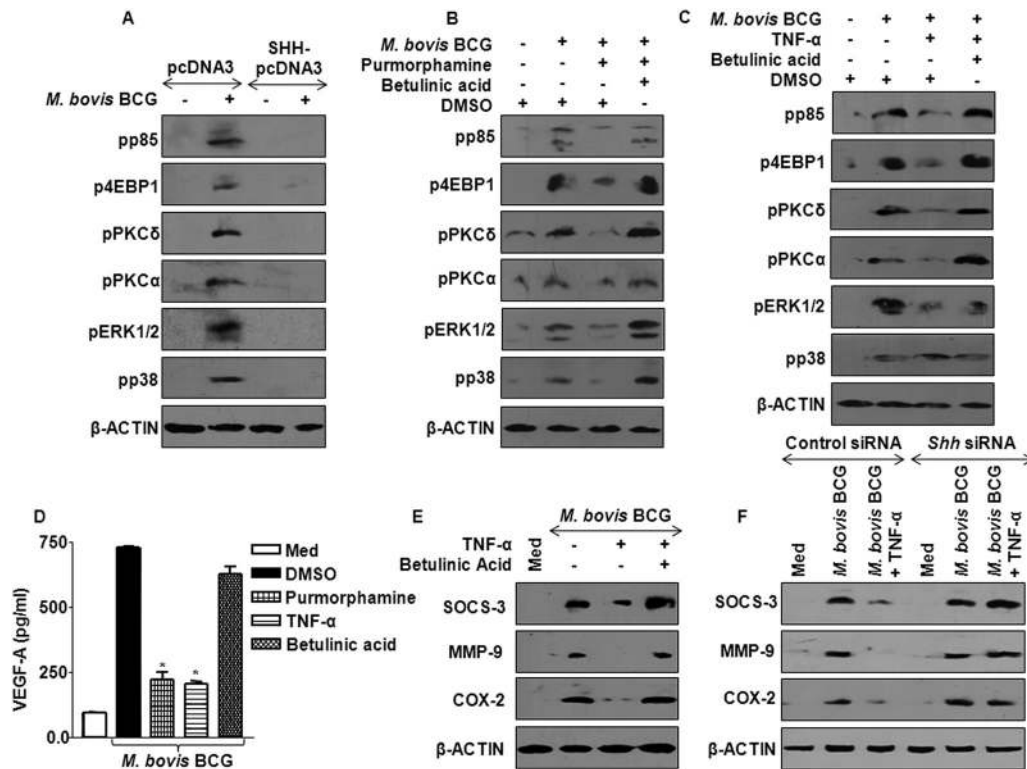 A
pcDNA3 SHH-pcDNA3
M. bovis BCG - + - +
pp85
p4EBP1
pPKCδ
pPKCα
pERK1/2
pp38
β-ACTIN
B
M. bovis BCG - + + +
Purmorphamine - - + +
Betulinic acid - - - +
DMSO + + + -
pp85
p4EBP1
pPKCδ
pPKCα
pERK1/2
pp38
β-ACTIN
C
M. bovis BCG - + + +
TNF-α - - + +
Betulinic acid - - - +
DMSO + + + -
pp85
p4EBP1
pPKCδ
pPKCα
pERK1/2
pp38
β-ACTIN
D
VEGF-A (pg/ml)
750
500
250
0.0
* *
Med
DMSO
Purmorphamine
TNF-α
Betulinic acid
M. bovis BCG
E
M. bovis BCG
Med
TNF-α - + +
Betulinic Acid - - +
SOCS-3
MMP-9
COX-2
β-ACTIN
F
Control siRNA Shh siRNA
Med
M. bovis BCG
M. bovis BCG
+ TNF-α
Med
M. bovis BCG
M. bovis BCG
+ TNF-α
SOCS-3
MMP-9
COX-2
β-ACTIN